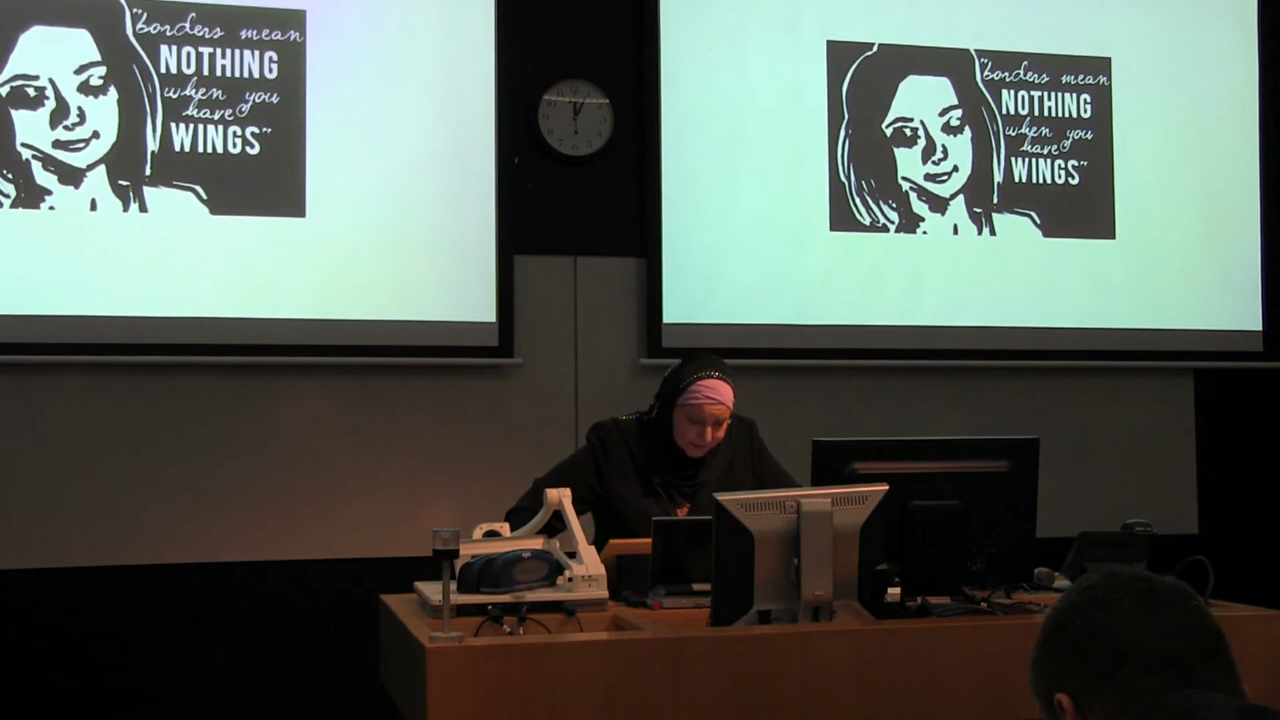 "borders mean
NOTHING
when you
have
WINGS"
"borders mean
NOTHING
when you
have
WINGS"